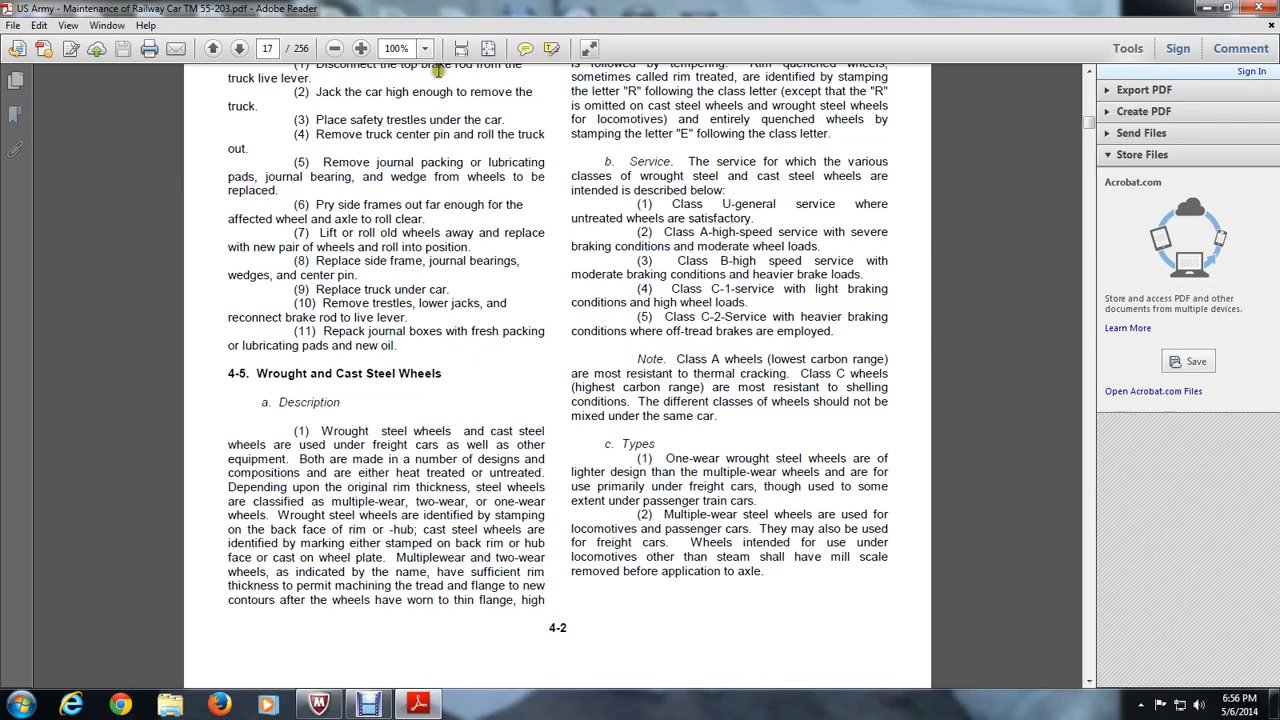 US Army - Maintenance of Railway Car TM 55-203.pdf - Adobe Reader
File Edit View Window Help
17 / 256 100% Tools Sign Comment
(1) Disconnect the top brake rod from the
truck live lever.
(2) Jack the car high enough to remove the
truck.
(3) Place safety trestles under the car.
(4) Remove truck center pin and roll the truck
out.
(5) Remove journal packing or lubricating
pads, journal bearing, and wedge from wheels to be
replaced.
(6) Pry side frames out far enough for the
affected wheel and axle to roll clear.
(7) Lift or roll old wheels away and replace
with new pair of wheels and roll into position.
(8) Replace side frame, journal bearings,
wedges, and center pin.
(9) Replace truck under car.
(10) Remove trestles, lower jacks, and
reconnect brake rod to live lever.
(11) Repack journal boxes with fresh packing
or lubricating pads and new oil.
4-5. Wrought and Cast Steel Wheels
a. Description
(1) Wrought steel wheels and cast steel
wheels are used under freight cars as well as other
equipment. Both are made in a number of designs and
compositions and are either heat treated or untreated.
Depending upon the original rim thickness, steel wheels
are classified as multiple-wear, two-wear, or one-wear
wheels. Wrought steel wheels are identified by stamping
on the back face of rim or -hub; cast steel wheels are
identified by marking either stamped on back rim or hub
face or cast on wheel plate. Multiplewear and two-wear
wheels, as indicated by the name, have sufficient rim
thickness to permit machining the tread and flange to new
contours after the wheels have worn to thin flange, high
is followed by tempering. Rim quenched wheels,
sometimes called rim treated, are identified by stamping
the letter "R" following the class letter (except that the "R"
is omitted on cast steel wheels and wrought steel wheels
for locomotives) and entirely quenched wheels by
stamping the letter "E" following the class letter.
b. Service. The service for which the various
classes of wrought steel and cast steel wheels are
intended is described below:
(1) Class U-general service where
untreated wheels are satisfactory.
(2) Class A-high-speed service with severe
braking conditions and moderate wheel loads.
(3) Class B-high speed service with
moderate braking conditions and heavier brake loads.
(4) Class C-1-service with light braking
conditions and high wheel loads.
(5) Class C-2-Service with heavier braking
conditions where off-tread brakes are employed.
Note. Class A wheels (lowest carbon range)
are most resistant to thermal cracking. Class C wheels
(highest carbon range) are most resistant to shelling
conditions. The different classes of wheels should not be
mixed under the same car.
c. Types
(1) One-wear wrought steel wheels are of
lighter design than the multiple-wear wheels and are for
use primarily under freight cars, though used to some
extent under passenger train cars.
(2) Multiple-wear steel wheels are used for
locomotives and passenger cars. They may also be used
for freight cars. Wheels intended for use under
locomotives other than steam shall have mill scale
removed before application to axle.
4-2
Sign In
Export PDF
Create PDF
Send Files
Store Files
Acrobat.com
Store and access PDF and other
documents from multiple devices.
Learn More
Save
Open Acrobat.com Files
6:56 PM
5/6/2014